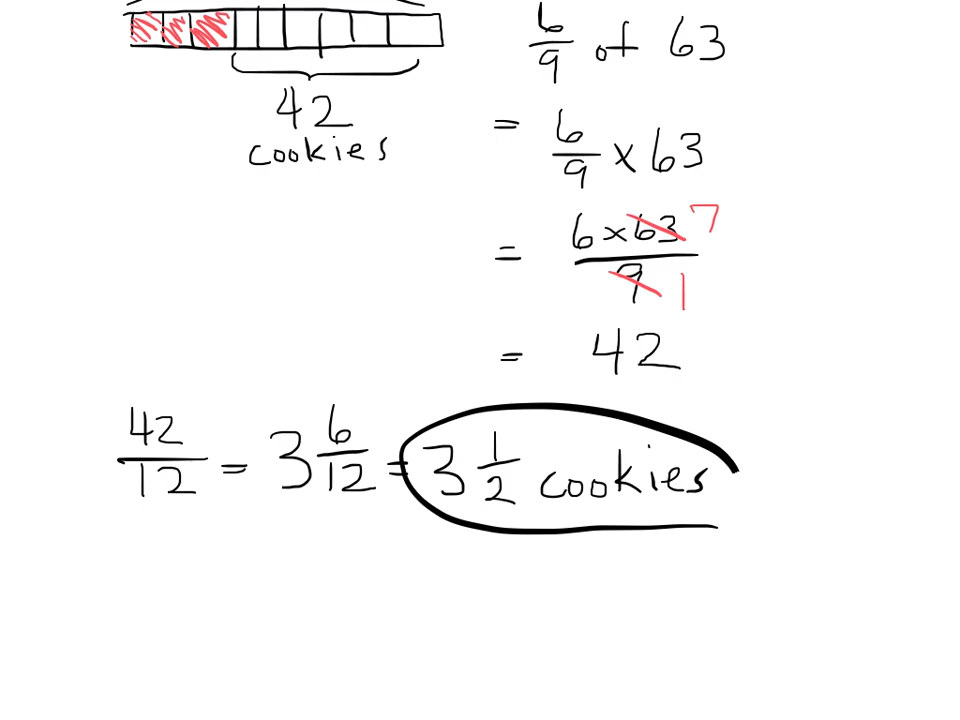 42
cookies
6/9 of 63
= 6/9 × 63
= 6 × 63 7 / 9 1
= 42
42/12 = 3 6/12 = 3 1/2 cookies